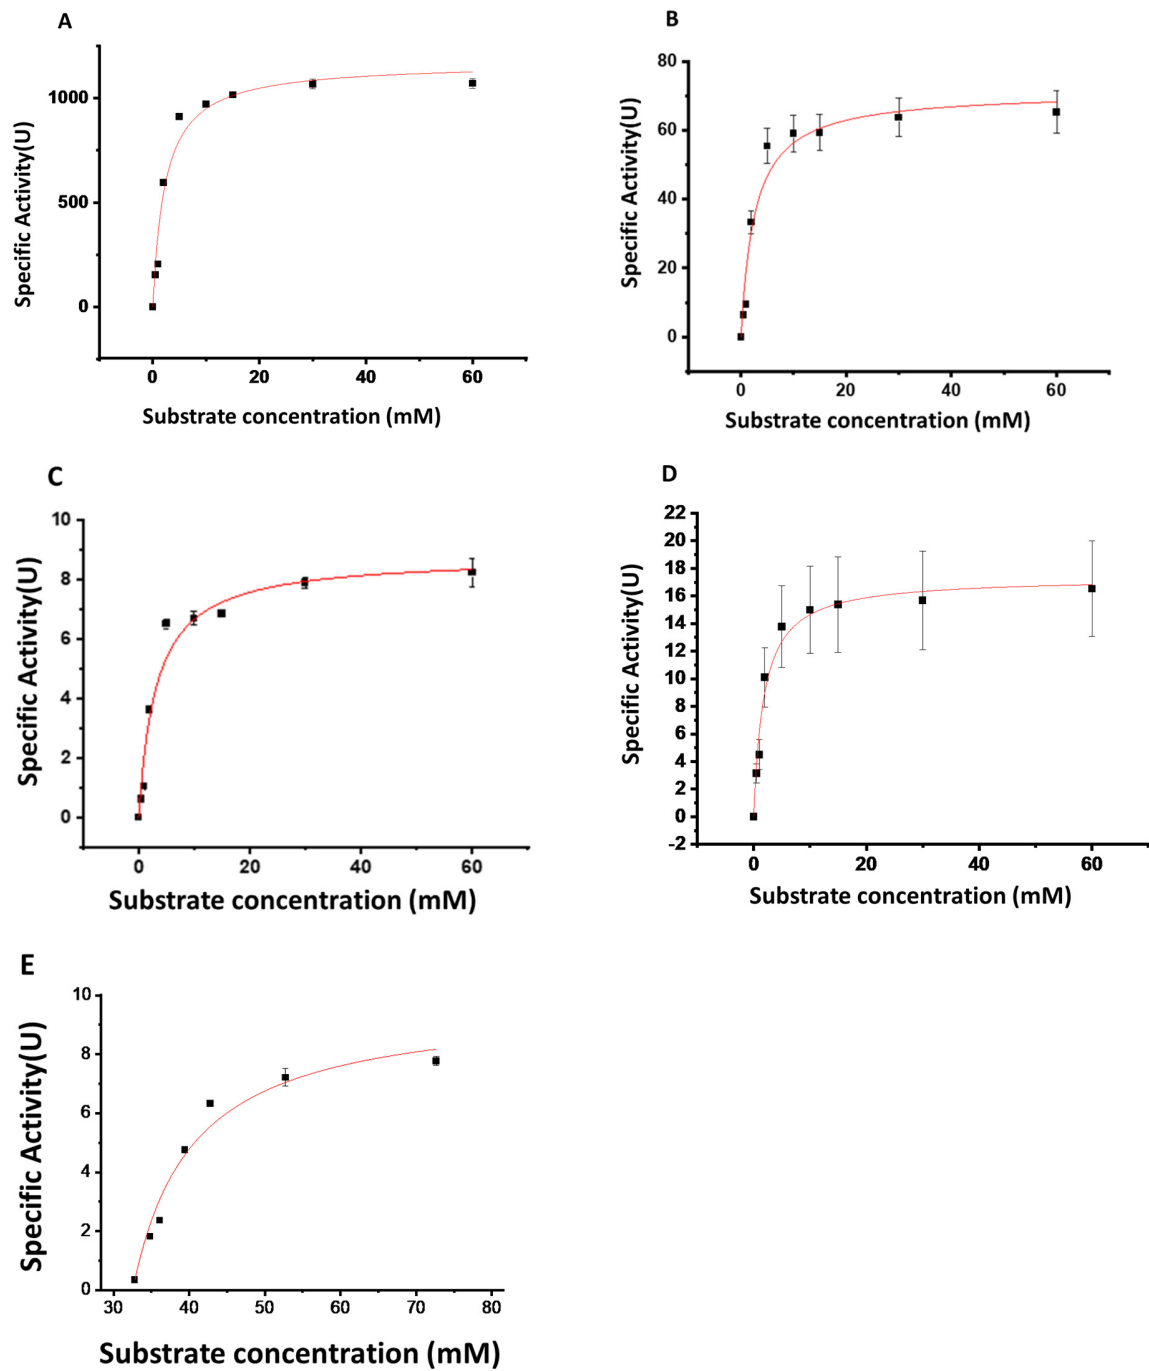 A
1000
500
0
Specific Activity(U)
0 20 40 60
Substrate concentration (mM)
B
80
60
40
20
0
Specific Activity(U)
0 20 40 60
Substrate concentration (mM)
C
10
8
6
4
2
0
Specific Activity(U)
0 20 40 60
Substrate concentration (mM)
D
22
20
18
16
14
12
10
8
6
4
2
0
-2
Specific Activity(U)
0 20 40 60
Substrate concentration (mM)
E
10
8
6
4
2
0
Specific Activity(U)
30 40 50 60 70 80
Substrate concentration (mM)